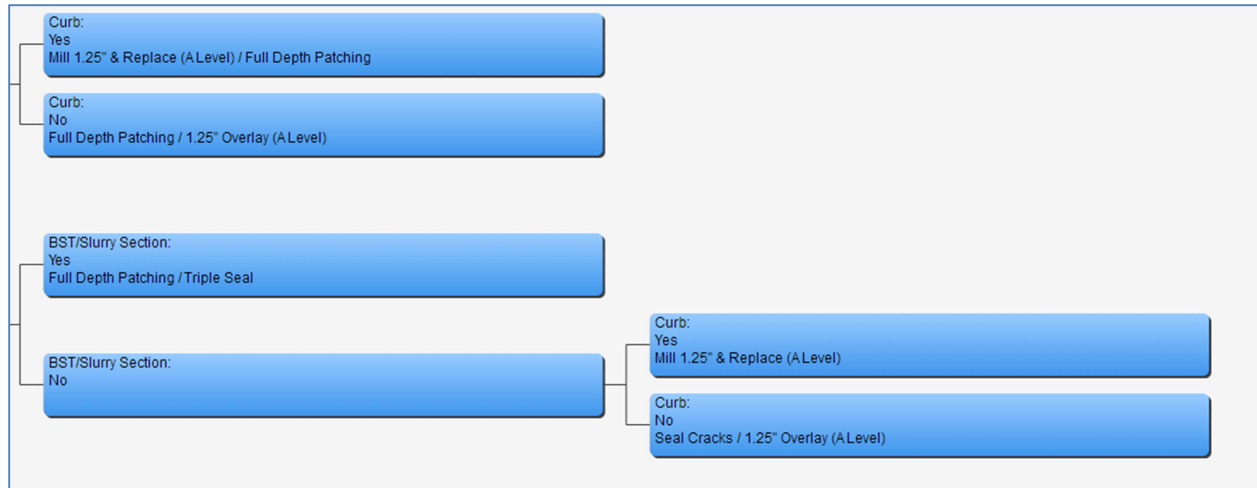 Curb:
Yes
Mill 1.25" & Replace (A Level) / Full Depth Patching
Curb:
No
Full Depth Patching / 1.25" Overlay (A Level)
BST/Slurry Section:
Yes
Full Depth Patching / Triple Seal
BST/Slurry Section:
No
Curb:
Yes
Mill 1.25" & Replace (A Level)
Curb:
No
Seal Cracks / 1.25" Overlay (A Level)